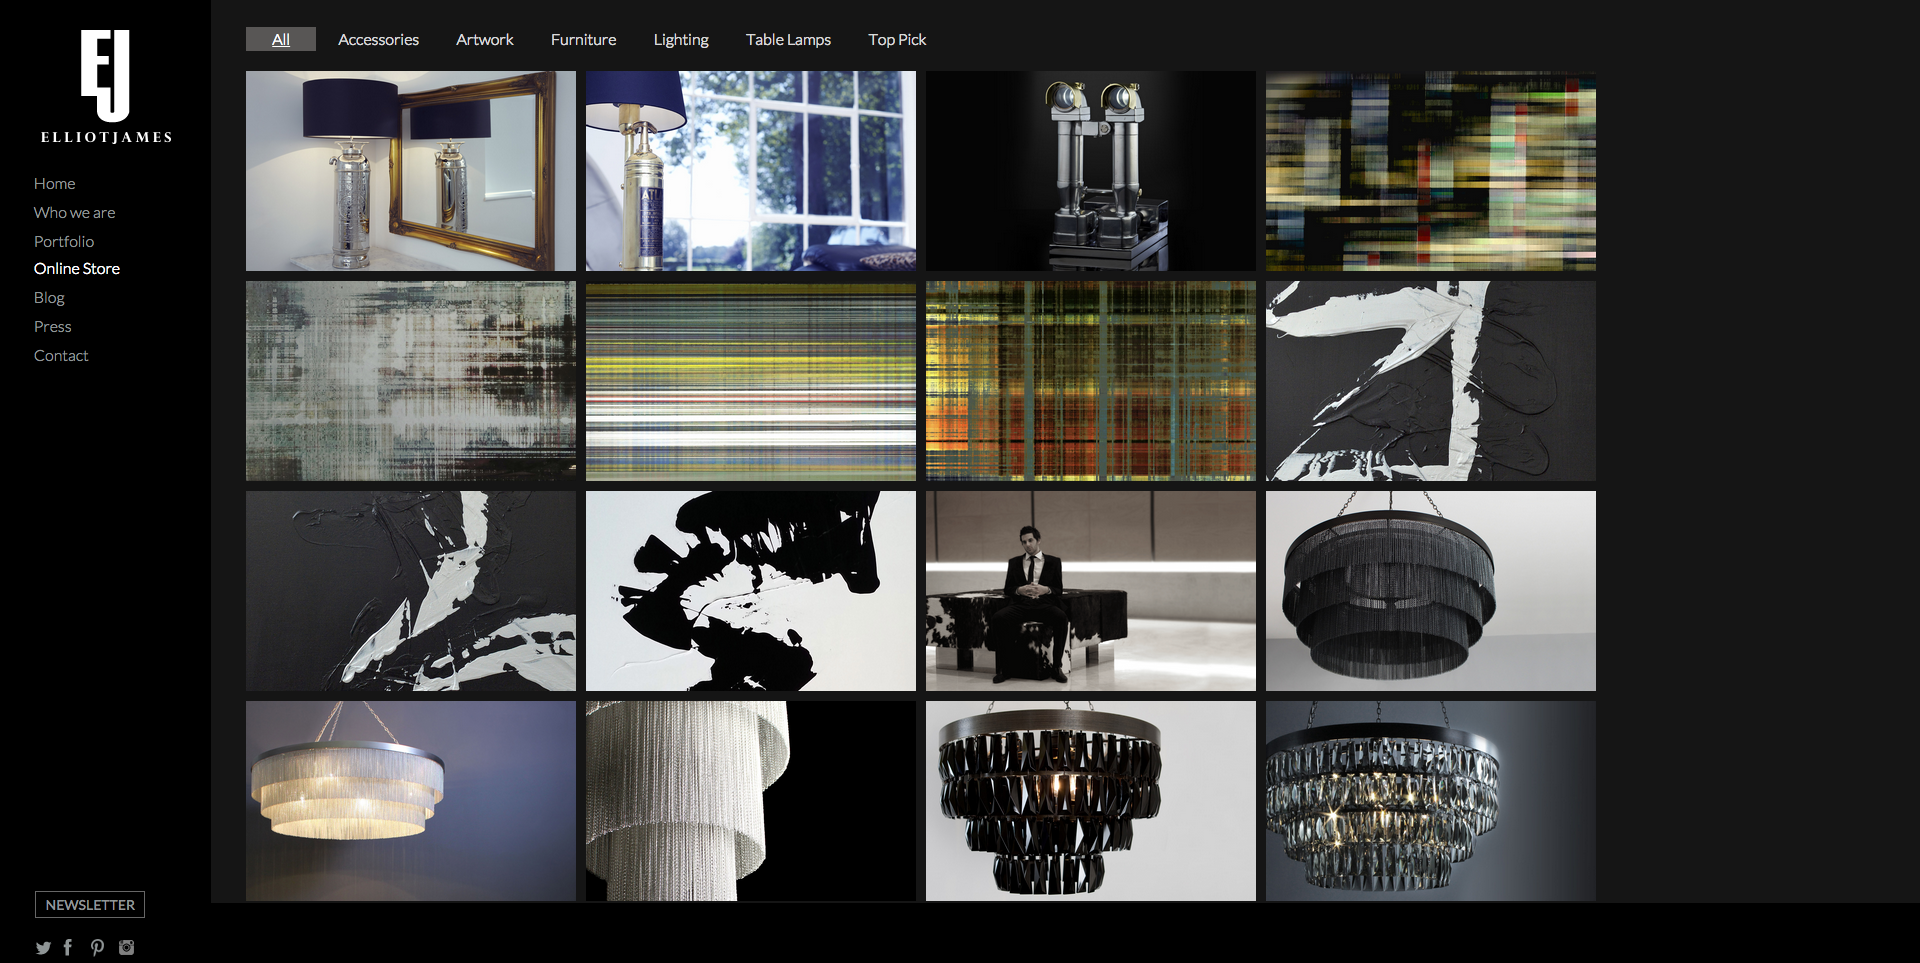 EJ
ELLIOTJAMES
Home
Who we are
Portfolio
Online Store
Blog
Press
Contact
NEWSLETTER
All Accessories Artwork Furniture Lighting Table Lamps Top Pick